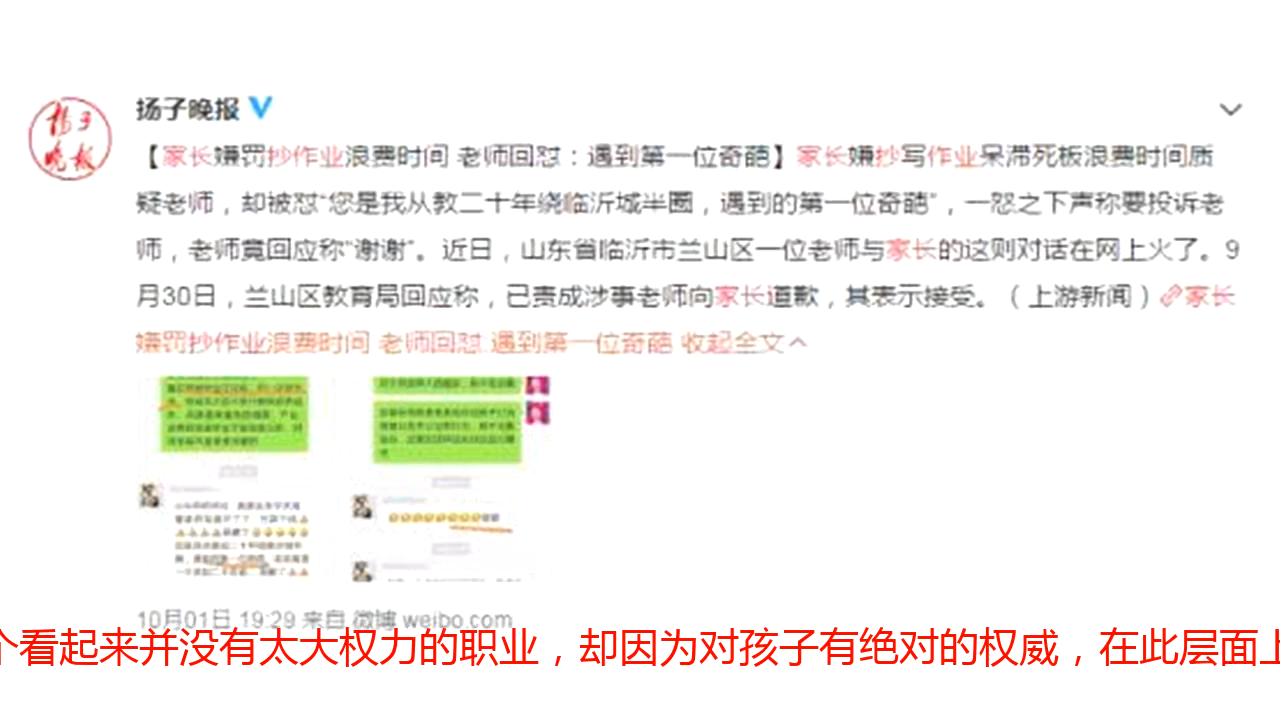 扬子晚报
扬子晚报
【家长嫌罚抄作业浪费时间 老师回怼：遇到第一位奇葩】家长嫌抄写作业呆滞死板浪费时间质
疑老师，却被怼“您是我从教二十年绕临沂城半圈，遇到的第一位奇葩”，一怒之下声称要投诉老
师，老师竟回应称“谢谢”。近日，山东省临沂市兰山区一位老师与家长的这则对话在网上火了。9
月30日，兰山区教育局回应称，已责成涉事老师向家长道歉，其表示接受。（上游新闻）家长
嫌罚抄作业浪费时间 老师回怼:遇到第一位奇葩 收起全文
10月01日 19:29 来自 微博 weibo.com
个看起来并没有太大权力的职业，却因为对孩子有绝对的权威，在此层面上